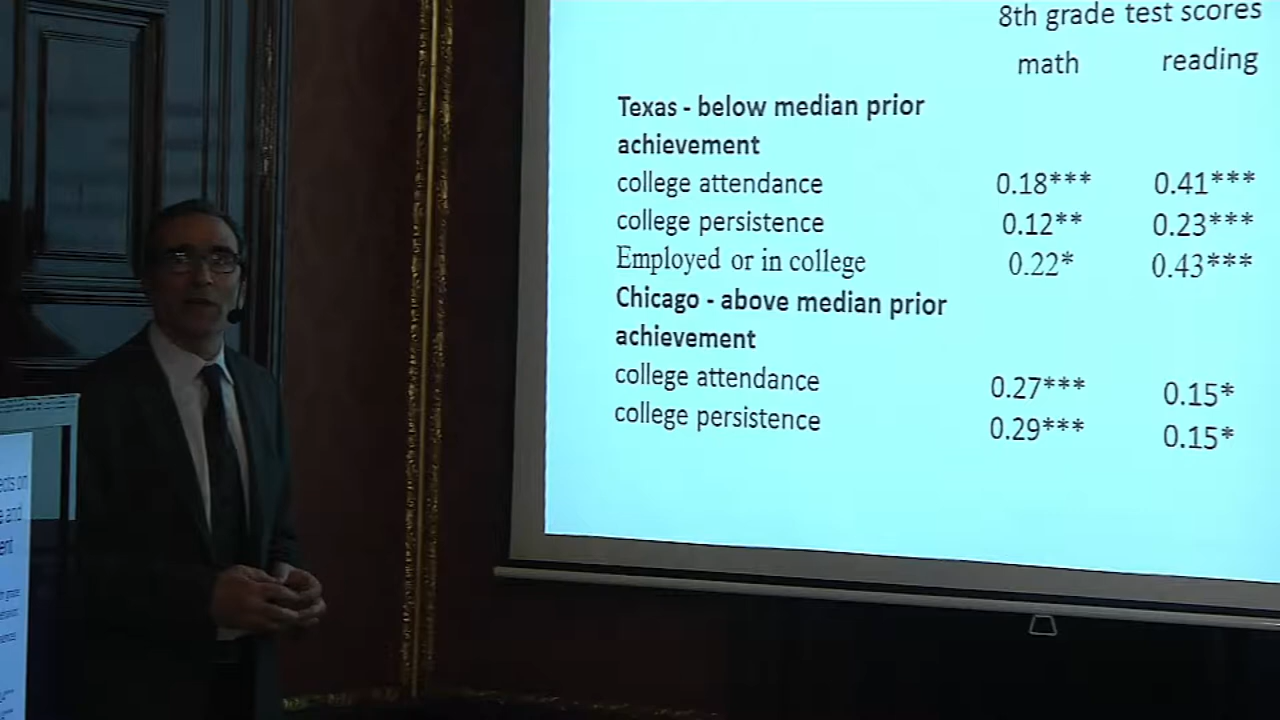 8th grade test scores
math reading
Texas - below median prior
achievement
college attendance 0.18*** 0.41***
college persistence 0.12** 0.23***
Employed or in college 0.22* 0.43***
Chicago - above median prior
achievement
college attendance 0.27*** 0.15*
college persistence 0.29*** 0.15*
and